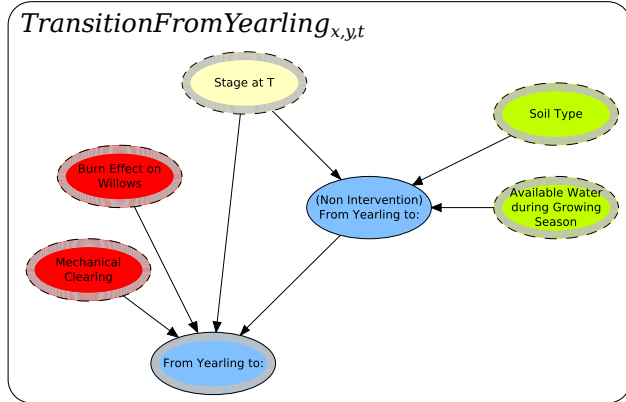 TransitionFromYearling_{x,y,t}
Stage at T
Soil Type
Burn Effect on
Willows
(Non Intervention)
From Yearling to:
Available Water
during Growing
Season
Mechanical
Clearing
From Yearling to: